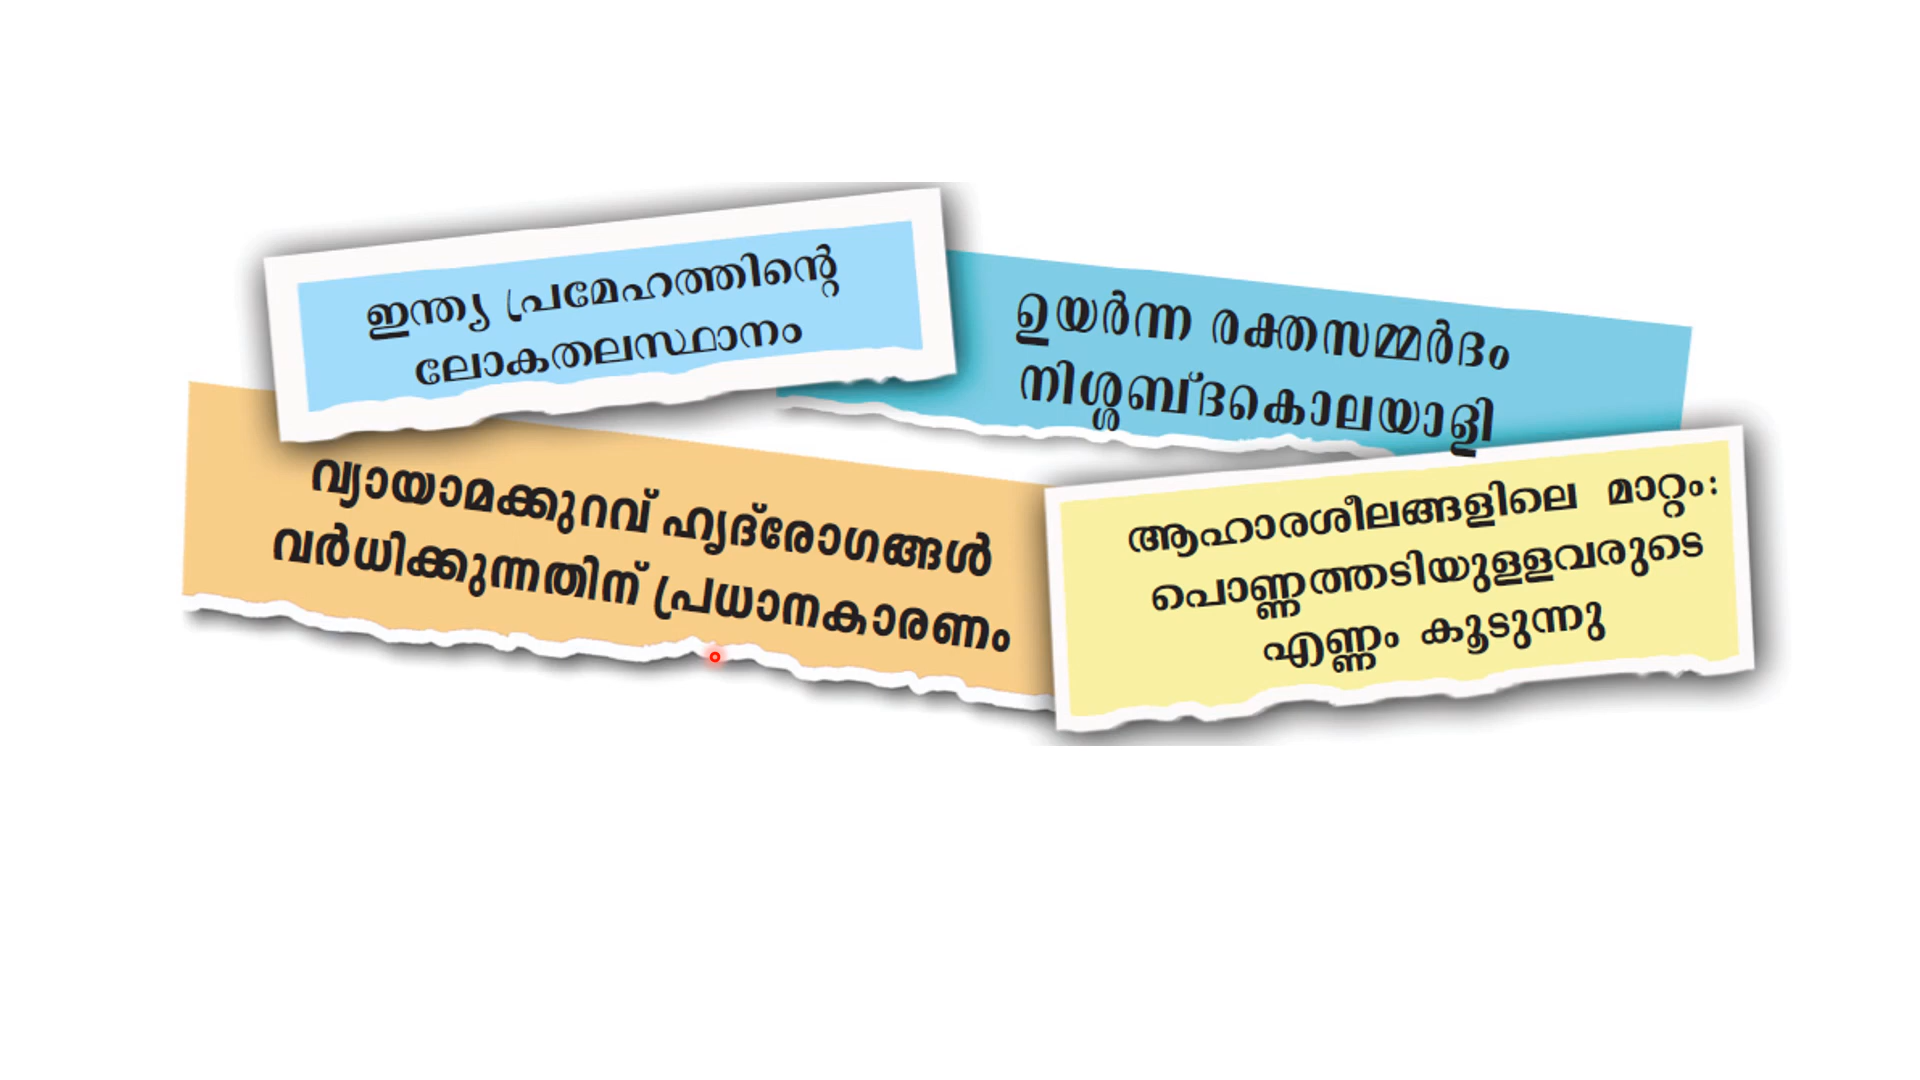 ഇന്ത്യ പ്രമേഹത്തിന്റെ
ലോകതലസ്ഥാനം
ഉയർന്ന രക്തസമ്മർദം
നിശ്ശബ്ദകൊലയാളി
വ്യായാമക്കുറവ് ഹൃദ്രോഗങ്ങൾ
വർധിക്കുന്നതിന് പ്രധാനകാരണം
ആഹാരശീലങ്ങളിലെ മാറ്റം:
പൊണ്ണത്തടിയുള്ളവരുടെ
എണ്ണം കൂടുന്നു